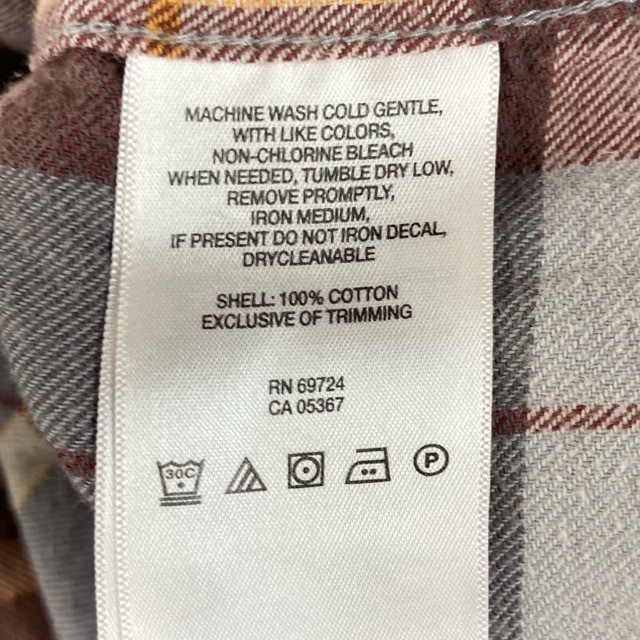 MACHINE WASH COLD GENTLE,
WITH LIKE COLORS,
NON-CHLORINE BLEACH
WHEN NEEDED, TUMBLE DRY LOW,
REMOVE PROMPTLY,
IRON MEDIUM,
IF PRESENT DO NOT IRON DECAL,
DRYCLEANABLE
SHELL: 100% COTTON
EXCLUSIVE OF TRIMMING
RN 69724
CA 05367
30C P